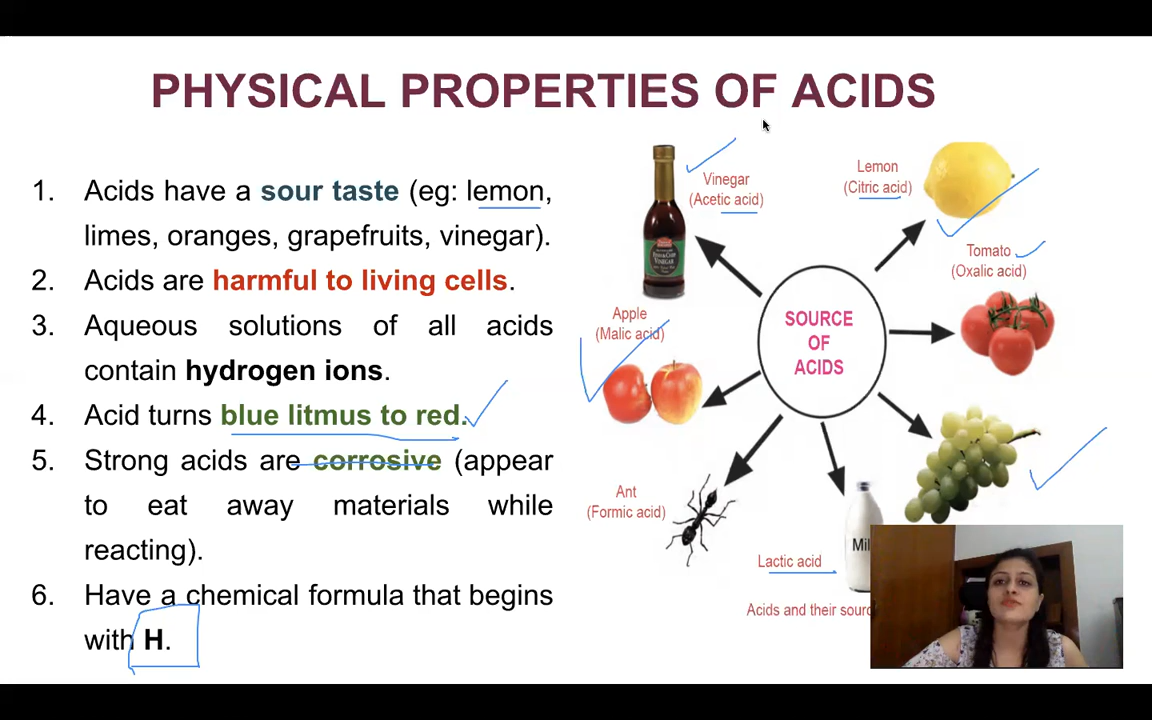 PHYSICAL PROPERTIES OF ACIDS
1. Acids have a sour taste (eg: lemon,
limes, oranges, grapefruits, vinegar).
2. Acids are harmful to living cells.
3. Aqueous solutions of all acids
contain hydrogen ions.
4. Acid turns blue litmus to red.
5. Strong acids are corrosive (appear
to eat away materials while
reacting).
6. Have a chemical formula that begins
with H.
Vinegar
(Acetic acid)
Lemon
(Citric acid)
Tomato
(Oxalic acid)
Apple
(Malic acid)
SOURCE
OF
ACIDS
Ant
(Formic acid)
Lactic acid
Mil
Acids and their sourc